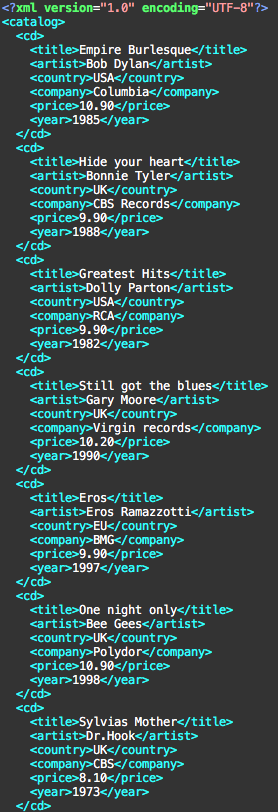 <?xml version="1.0" encoding="UTF-8"?>
<catalog>
  <cd>
    <title>Empire Burlesque</title>
    <artist>Bob Dylan</artist>
    <country>USA</country>
    <company>Columbia</company>
    <price>10.90</price>
    <year>1985</year>
  </cd>
  <cd>
    <title>Hide your heart</title>
    <artist>Bonnie Tyler</artist>
    <country>UK</country>
    <company>CBS Records</company>
    <price>9.90</price>
    <year>1988</year>
  </cd>
  <cd>
    <title>Greatest Hits</title>
    <artist>Dolly Parton</artist>
    <country>USA</country>
    <company>RCA</company>
    <price>9.90</price>
    <year>1982</year>
  </cd>
  <cd>
    <title>Still got the blues</title>
    <artist>Gary Moore</artist>
    <country>UK</country>
    <company>Virgin records</company>
    <price>10.20</price>
    <year>1990</year>
  </cd>
  <cd>
    <title>Eros</title>
    <artist>Eros Ramazzotti</artist>
    <country>EU</country>
    <company>BMG</company>
    <price>9.90</price>
    <year>1997</year>
  </cd>
  <cd>
    <title>One night only</title>
    <artist>Bee Gees</artist>
    <country>UK</country>
    <company>Polydor</company>
    <price>10.90</price>
    <year>1998</year>
  </cd>
  <cd>
    <title>Sylvias Mother</title>
    <artist>Dr.Hook</artist>
    <country>UK</country>
    <company>CBS</company>
    <price>8.10</price>
    <year>1973</year>
  </cd>